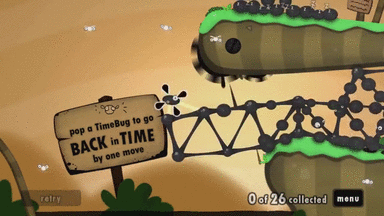 pop a TimeBug to go
BACK in TIME
by one move
retry
0 of 26 collected
menu